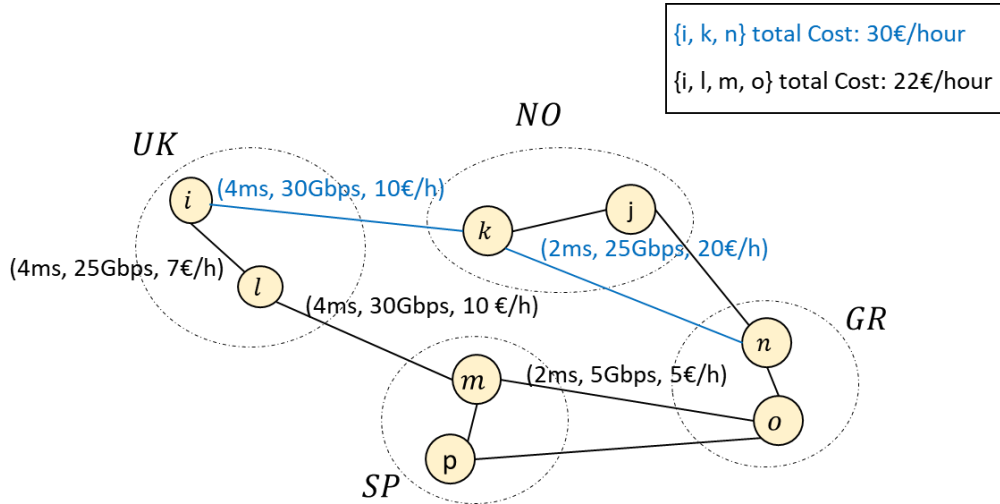 {i, k, n} total Cost: 30€/hour
{i, l, m, o} total Cost: 22€/hour
NO
UK
i
(4ms, 30Gbps, 10€/h)
j
k
(2ms, 25Gbps, 20€/h)
(4ms, 25Gbps, 7€/h)
l
(4ms, 30Gbps, 10 €/h)
GR
n
m
(2ms, 5Gbps, 5€/h)
o
p
SP